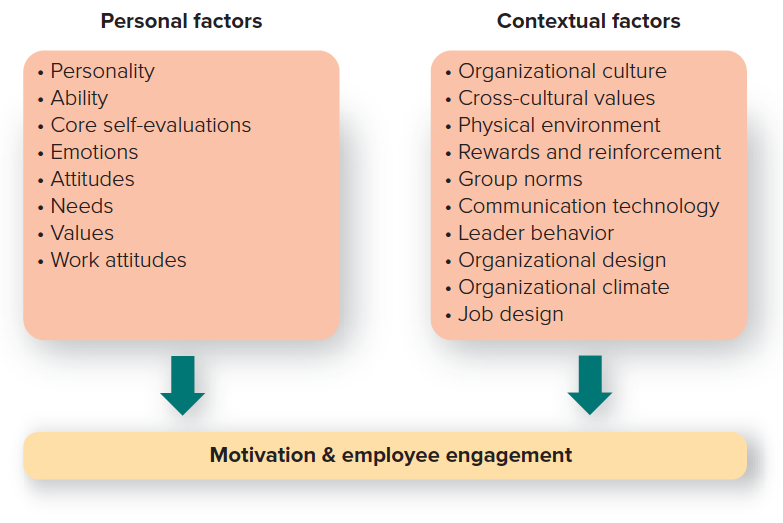 Personal factors
• Personality
• Ability
• Core self-evaluations
• Emotions
• Attitudes
• Needs
• Values
• Work attitudes
Contextual factors
• Organizational culture
• Cross-cultural values
• Physical environment
• Rewards and reinforcement
• Group norms
• Communication technology
• Leader behavior
• Organizational design
• Organizational climate
• Job design
Motivation & employee engagement